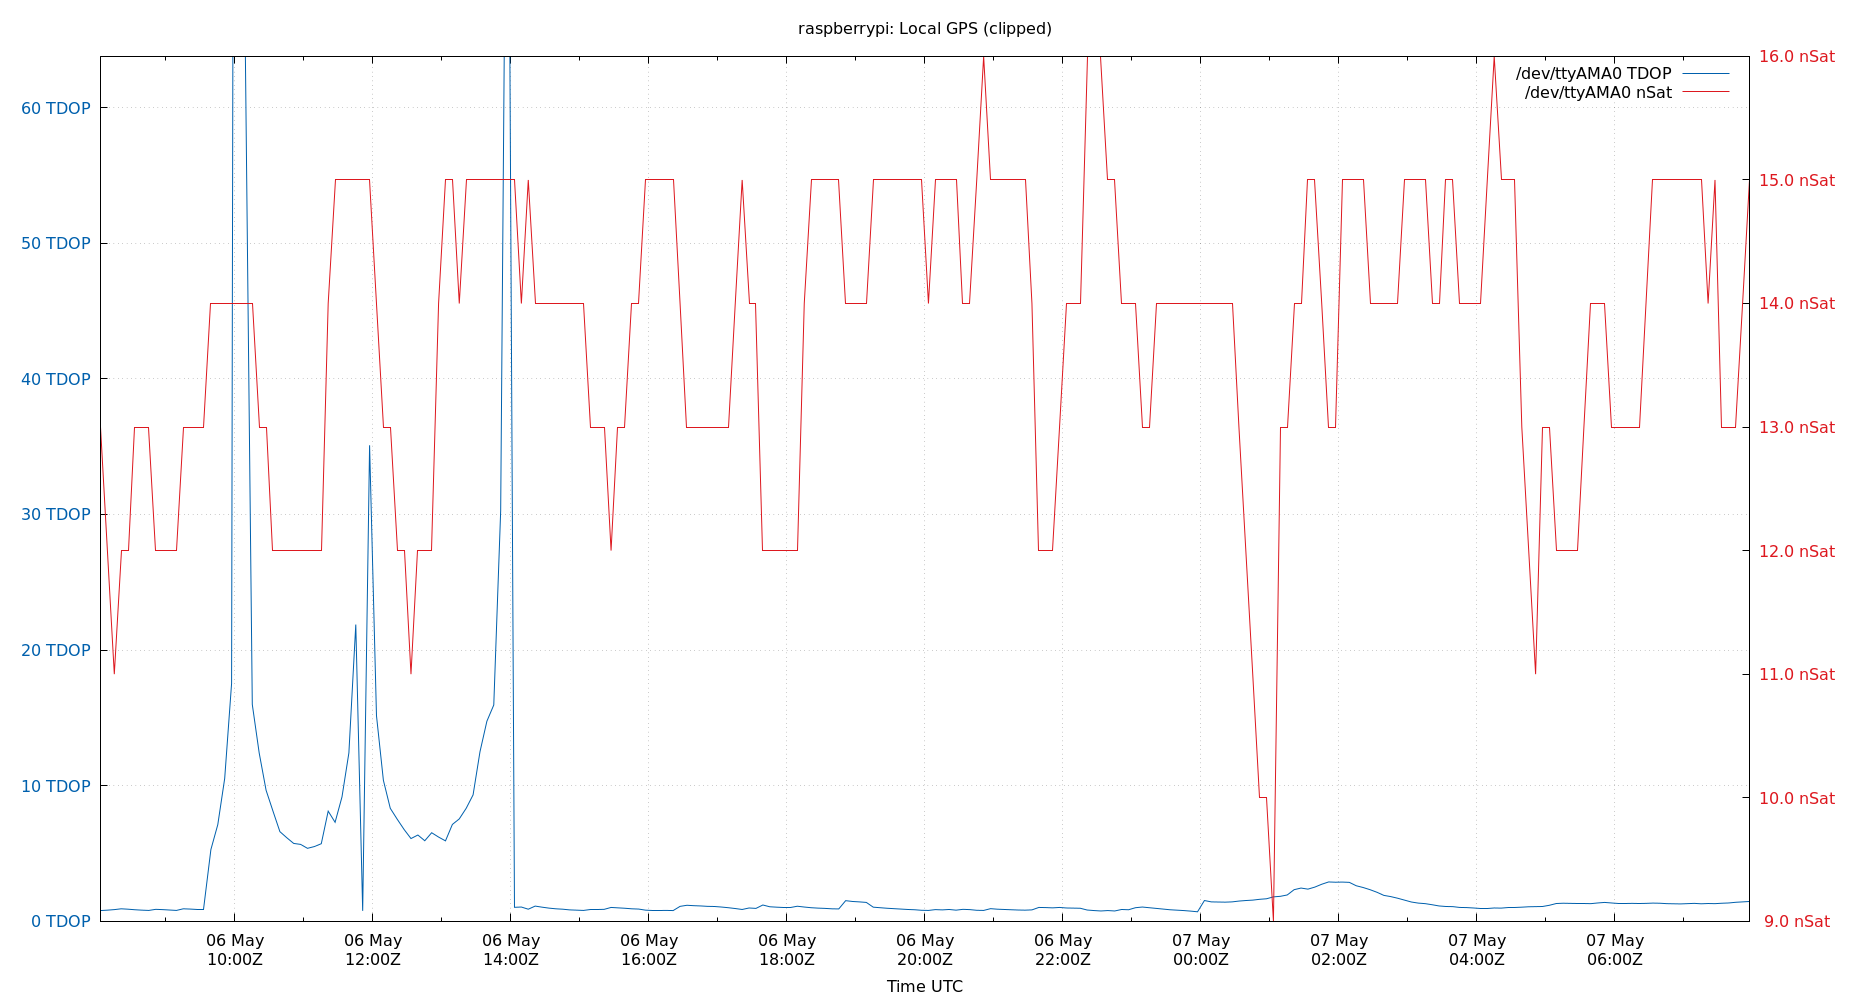 raspberrypi: Local GPS (clipped)
/dev/ttyAMA0 TDOP
/dev/ttyAMA0 nSat
60 TDOP
50 TDOP
40 TDOP
30 TDOP
20 TDOP
10 TDOP
0 TDOP
16.0 nSat
15.0 nSat
14.0 nSat
13.0 nSat
12.0 nSat
11.0 nSat
10.0 nSat
9.0 nSat
06 May
10:00Z
06 May
12:00Z
06 May
14:00Z
06 May
16:00Z
06 May
18:00Z
06 May
20:00Z
06 May
22:00Z
07 May
00:00Z
07 May
02:00Z
07 May
04:00Z
07 May
06:00Z
Time UTC